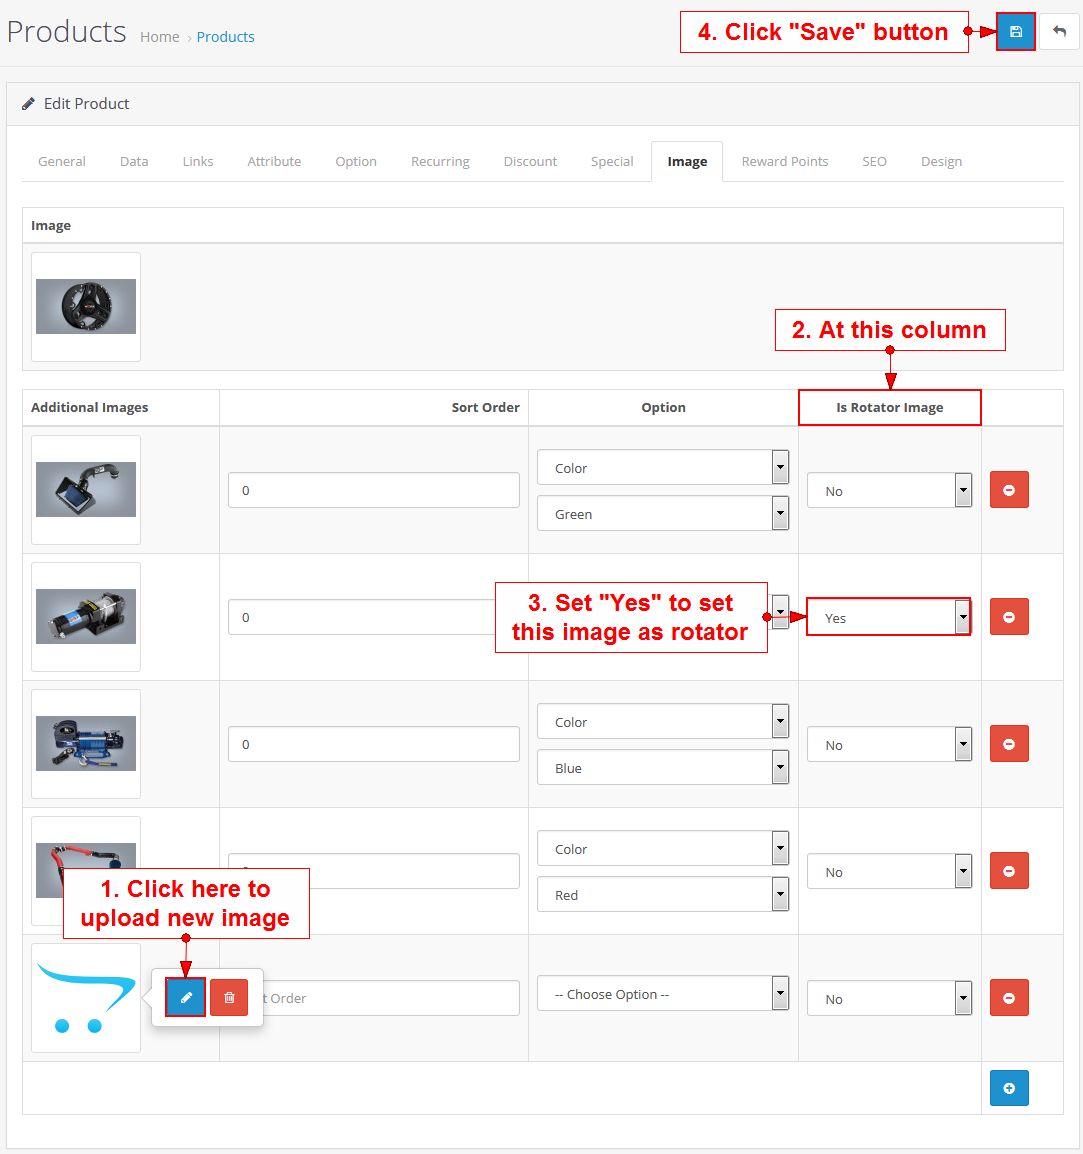 Products Home › Products
4. Click "Save" button
Edit Product
General Data Links Attribute Option Recurring Discount Special Image Reward Points SEO Design
Image
2. At this column
Additional Images Sort Order Option Is Rotator Image
Color
0 No
Green
3. Set "Yes" to set
this image as rotator
0 Yes
Color
0 No
Blue
Color
No
Red
1. Click here to
upload new image
Order -- Choose Option -- No